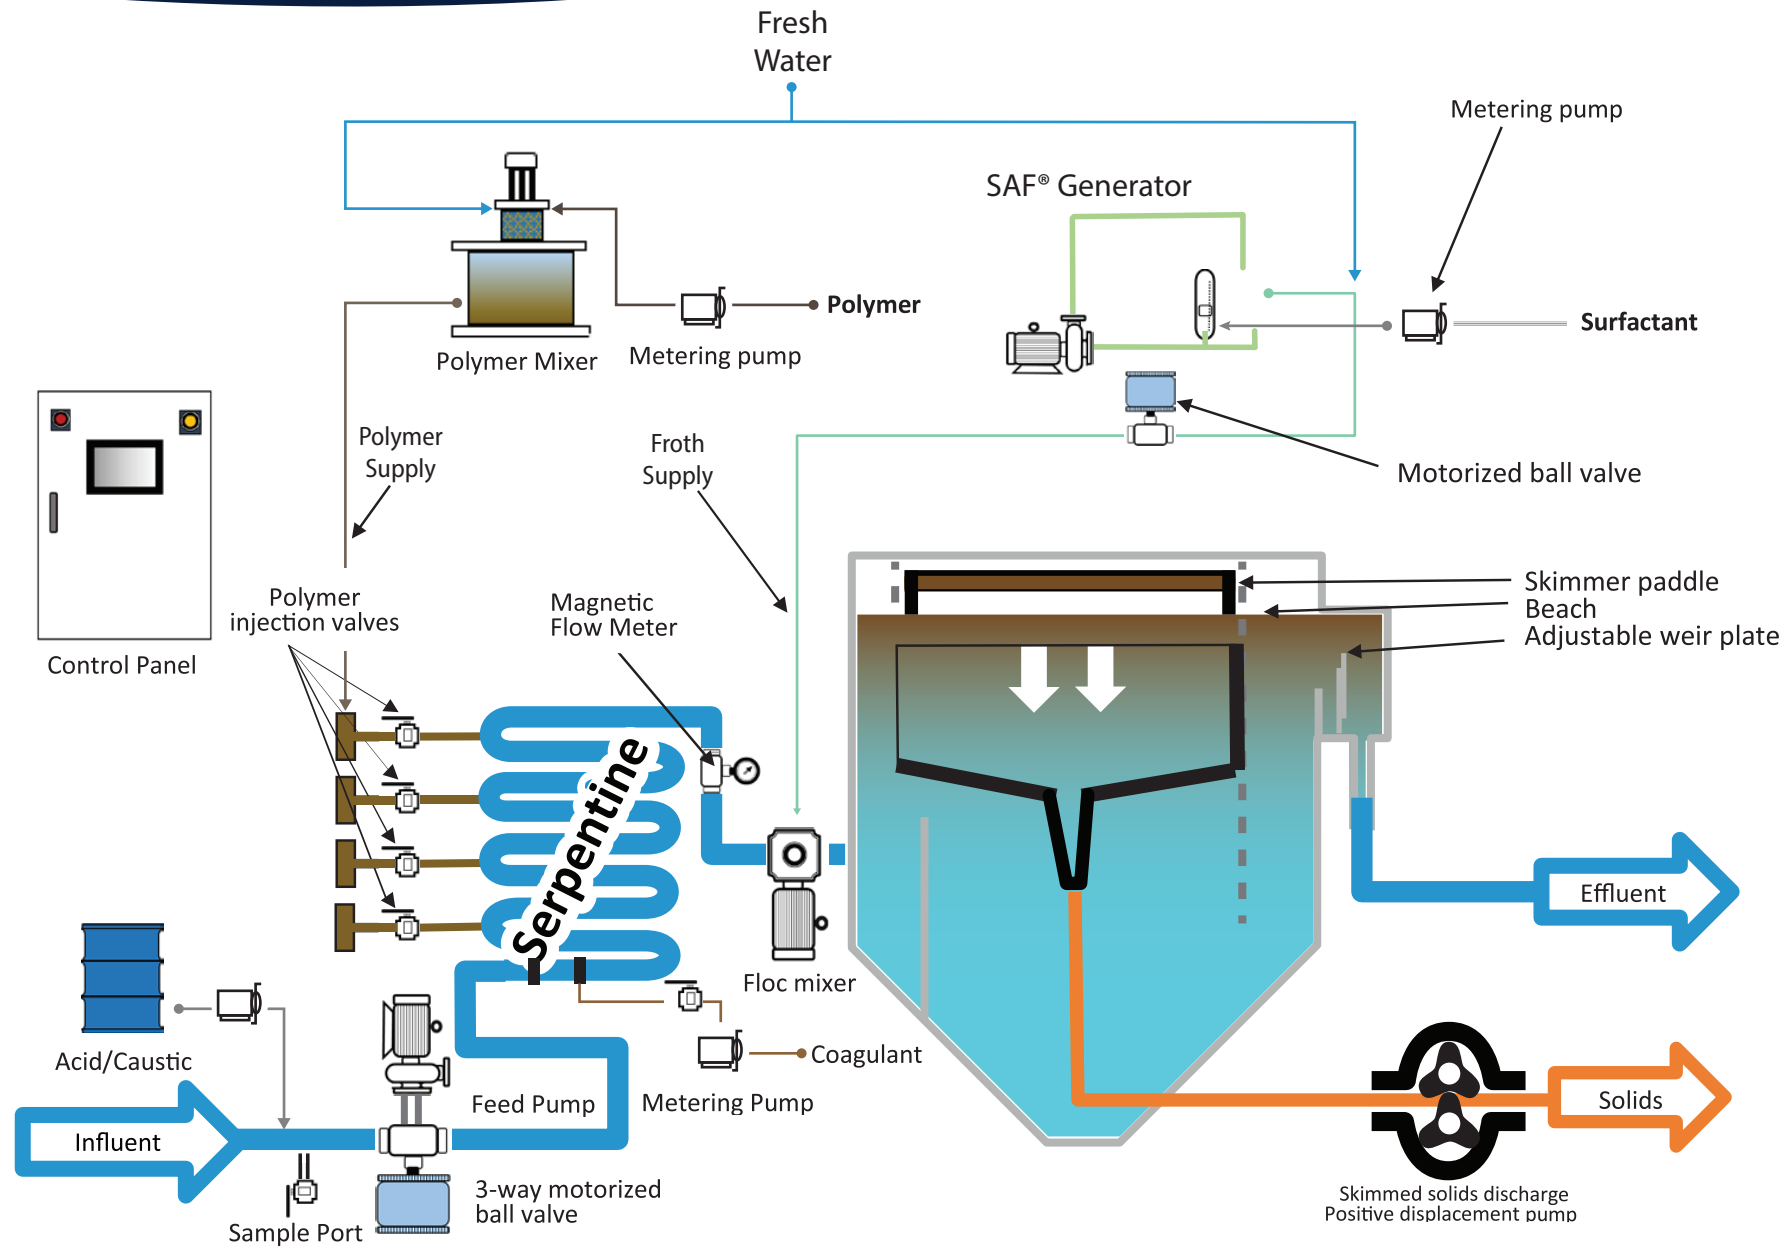 Fresh
Water
Metering pump
SAF® Generator
Polymer
Surfactant
Polymer Mixer
Metering pump
Polymer
Supply
Froth
Supply
Motorized ball valve
Control Panel
Polymer
injection valves
Magnetic
Flow Meter
Skimmer paddle
Beach
Adjustable weir plate
Serpentine
Effluent
Floc mixer
Acid/Caustic
Coagulant
Feed Pump
Metering Pump
Solids
Influent
3-way motorized
ball valve
Sample Port
Skimmed solids discharge
Positive displacement pump